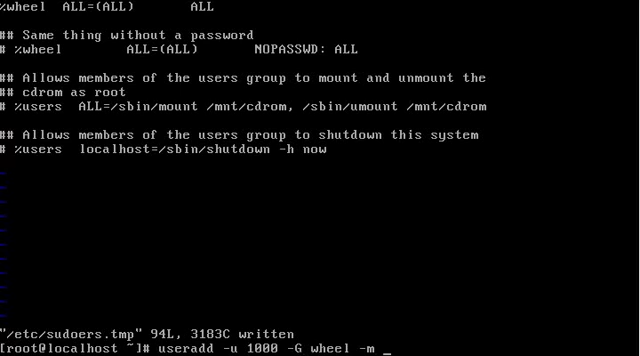 %wheel  ALL=(ALL)       ALL
## Same thing without a password
# %wheel        ALL=(ALL)       NOPASSWD: ALL
## Allows members of the users group to mount and unmount the
## cdrom as root
# %users  ALL=/sbin/mount /mnt/cdrom, /sbin/umount /mnt/cdrom
## Allows members of the users group to shutdown this system
# %users  localhost=/sbin/shutdown -h now
~
~
~
~
~
~
~
~
~
~
~
"/etc/sudoers.tmp" 94L, 3183C written
[root@localhost ~]# useradd -u 1000 -G wheel -m _